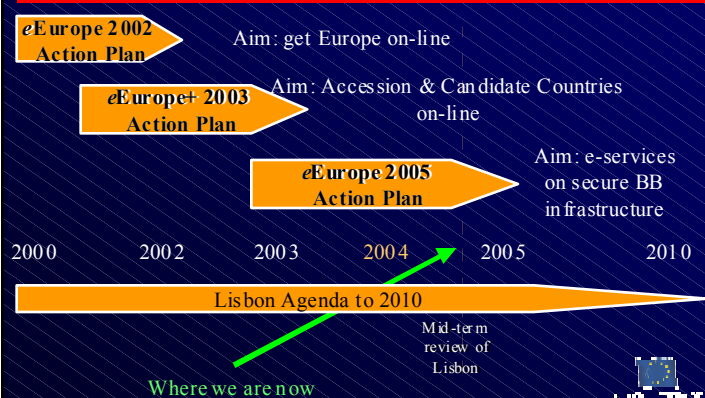 eEurope 2002
Action Plan
Aim: get Europe on-line
eEurope+ 2003
Action Plan
Aim: Accession & Candidate Countries
on-line
eEurope 2005
Action Plan
Aim: e-services
on secure BB
infrastructure
2000 2002 2003 2004 2005 2010
Lisbon Agenda to 2010
Mid-term
review of
Lisbon
Where we are now